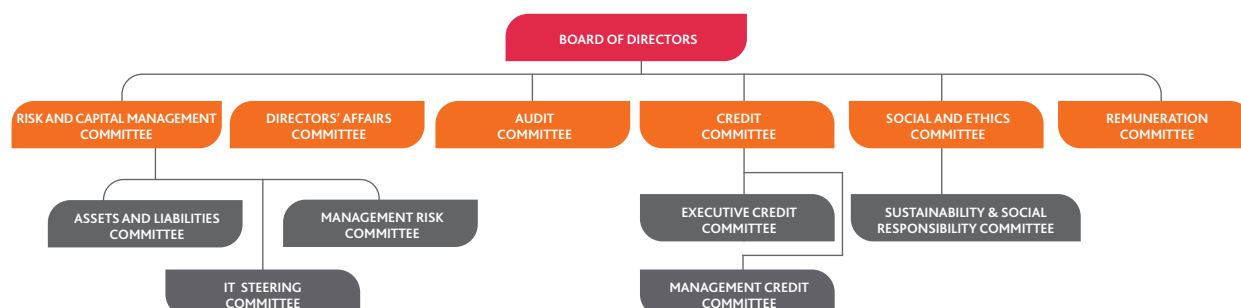 BOARD OF DIRECTORS
RISK AND CAPITAL MANAGEMENT
COMMITTEE
DIRECTORS' AFFAIRS
COMMITTEE
AUDIT
COMMITTEE
CREDIT
COMMITTEE
SOCIAL AND ETHICS
COMMITTEE
REMUNERATION
COMMITTEE
ASSETS AND LIABILITIES
COMMITTEE
MANAGEMENT RISK
COMMITTEE
EXECUTIVE CREDIT
COMMITTEE
SUSTAINABILITY & SOCIAL
RESPONSIBILITY COMMITTEE
IT STEERING
COMMITTEE
MANAGEMENT CREDIT
COMMITTEE